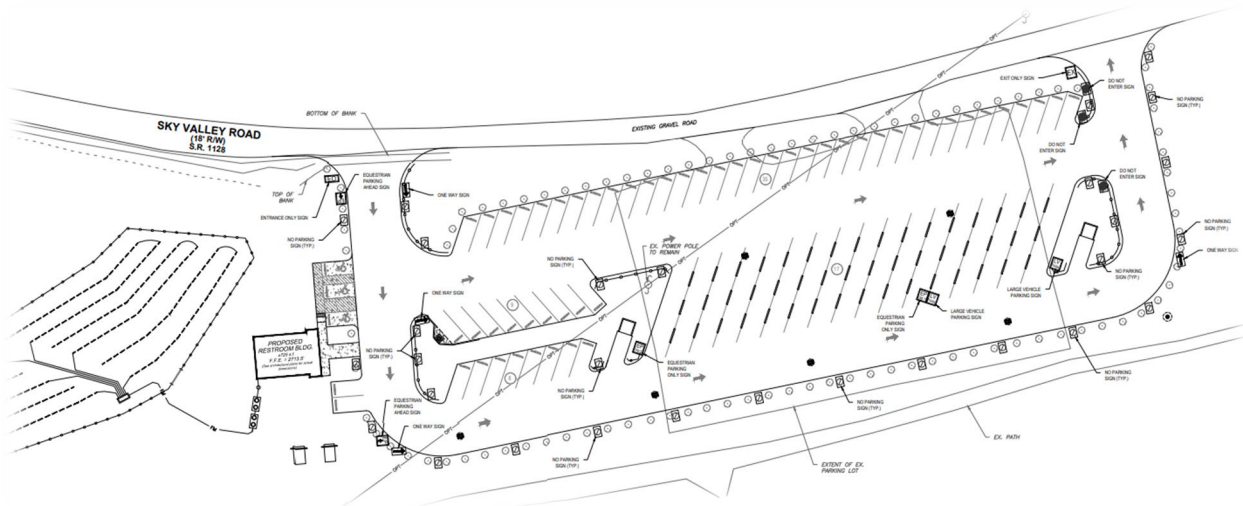 SKY VALLEY ROAD
(18' R/W)
S.R. 1128
BOTTOM OF BANK
EXISTING GRAVEL ROAD
OPT
EXIT ONLY SIGN
DO NOT
ENTER SIGN
NO PARKING
SIGN (TYP.)
DO NOT
ENTER SIGN
DO NOT
ENTER SIGN
TOP OF
BANK
EQUESTRIAN
PARKING
AHEAD SIGN
ONE WAY SIGN
ENTRANCE ONLY SIGN
NO PARKING
SIGN (TYP.)
NO PARKING
SIGN (TYP.)
EX. POWER POLE
TO REMAIN
NO PARKING
SIGN (TYP.)
ONE WAY SIGN
NO PARKING
SIGN (TYP.)
LARGE VEHICLE
PARKING SIGN
ONE WAY SIGN
EQUESTRIAN
PARKING
ONLY SIGN
LARGE VEHICLE
PARKING SIGN
PROPOSED
RESTROOM BLDG.
F.F.E. = 2713.5'
NO PARKING
SIGN (TYP.)
EQUESTRIAN
PARKING
ONLY SIGN
NO PARKING
SIGN (TYP.)
NO PARKING
SIGN (TYP.)
NO PARKING
SIGN (TYP.)
EQUESTRIAN
PARKING
AHEAD SIGN
ONE WAY SIGN
NO PARKING
SIGN (TYP.)
EXTENT OF EX.
PARKING LOT
EX. PATH